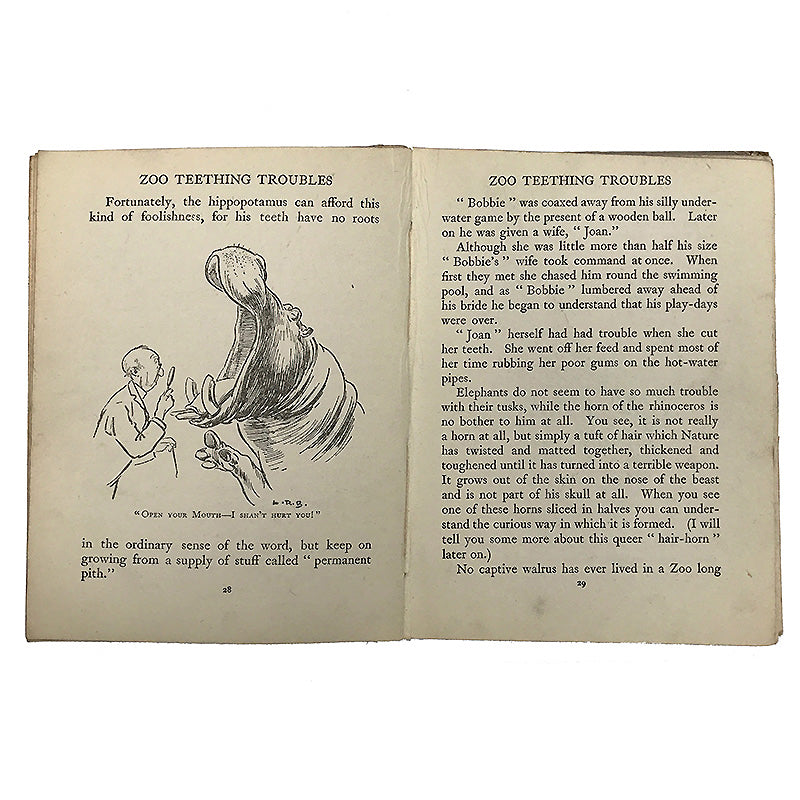 ZOO TEETHING TROUBLES
Fortunately, the hippopotamus can afford this
kind of foolishness, for his teeth have no roots
L.R.B.
"Open your Mouth—I shan't hurt you!"
in the ordinary sense of the word, but keep on
growing from a supply of stuff called "permanent
pith."
28
ZOO TEETHING TROUBLES
"Bobbie" was coaxed away from his silly under-
water game by the present of a wooden ball. Later
on he was given a wife, "Joan."
Although she was little more than half his size
"Bobbie's" wife took command at once. When
first they met she chased him round the swimming
pool, and as "Bobbie" lumbered away ahead of
his bride he began to understand that his play-days
were over.
"Joan" herself had had trouble when she cut
her teeth. She went off her feed and spent most of
her time rubbing her poor gums on the hot-water
pipes.
Elephants do not seem to have so much trouble
with their tusks, while the horn of the rhinoceros is
no bother to him at all. You see, it is not really
a horn at all, but simply a tuft of hair which Nature
has twisted and matted together, thickened and
toughened until it has turned into a terrible weapon.
It grows out of the skin on the nose of the beast
and is not part of his skull at all. When you see
one of these horns sliced in halves you can under-
stand the curious way in which it is formed. (I will
tell you some more about this queer "hair-horn"
later on.)
No captive walrus has ever lived in a Zoo long
29